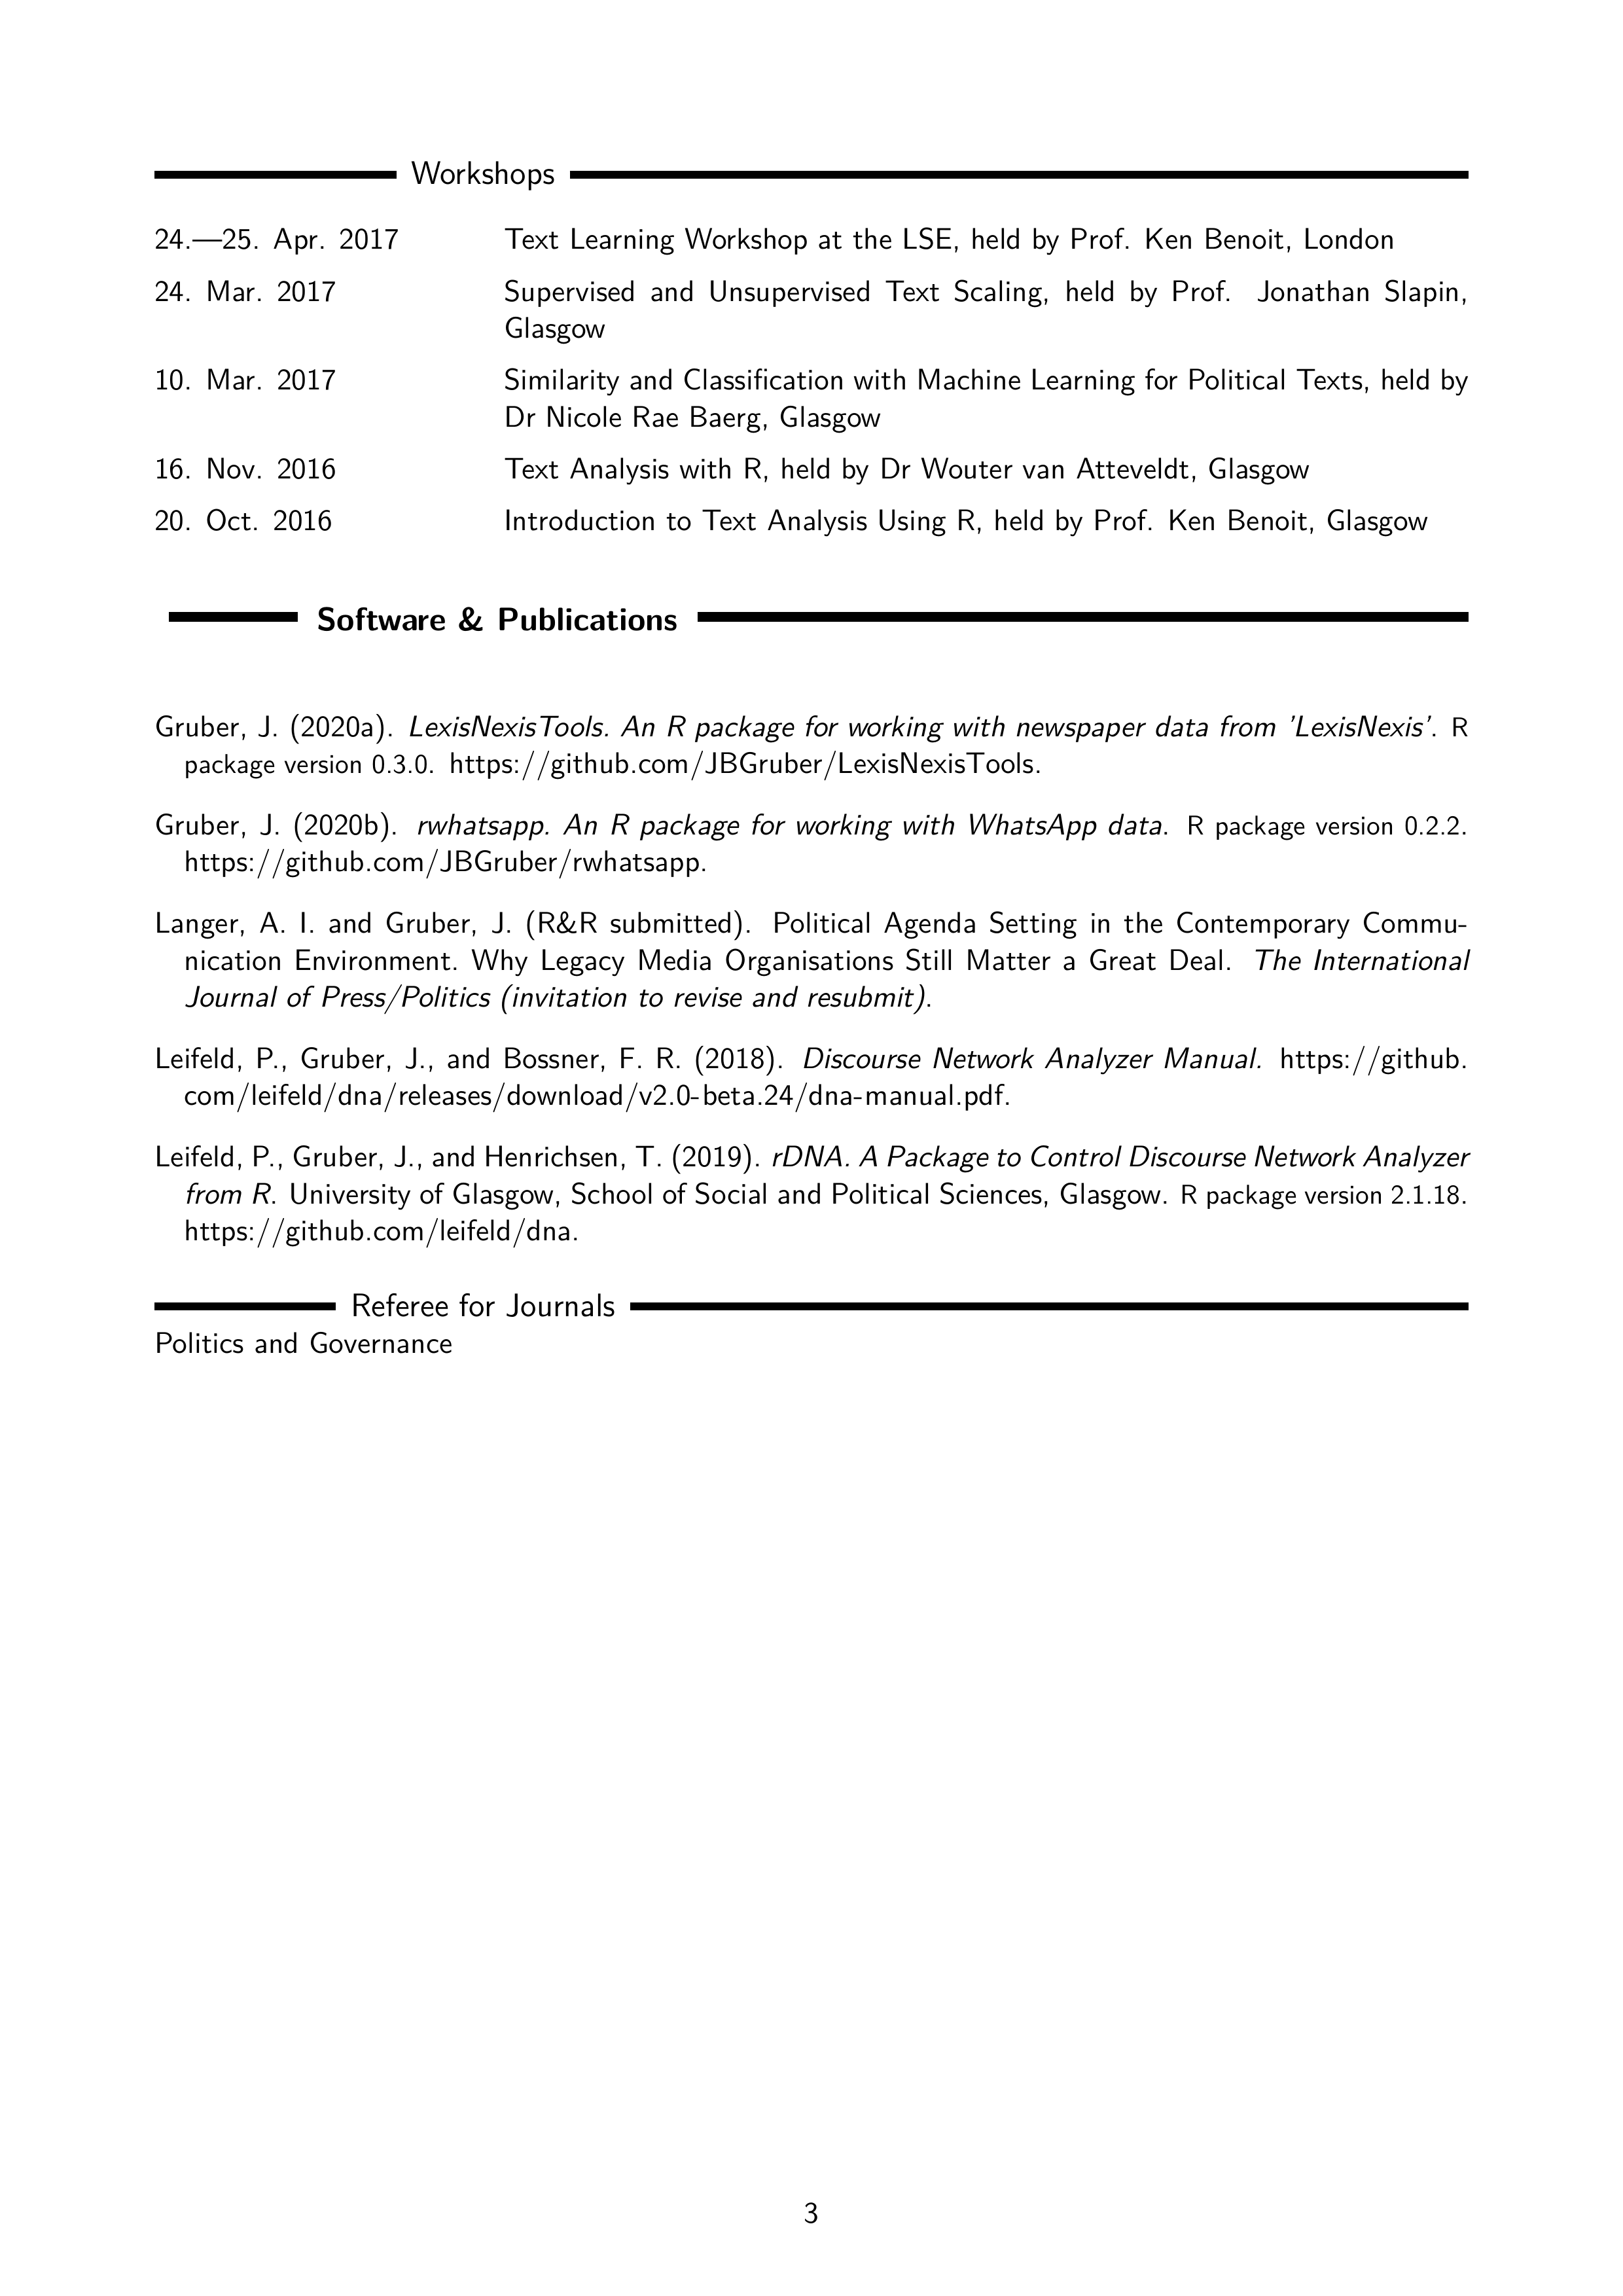 Workshops
24.—25. Apr. 2017 Text Learning Workshop at the LSE, held by Prof. Ken Benoit, London
24. Mar. 2017 Supervised and Unsupervised Text Scaling, held by Prof. Jonathan Slapin,
Glasgow
10. Mar. 2017 Similarity and Classification with Machine Learning for Political Texts, held by
Dr Nicole Rae Baerg, Glasgow
16. Nov. 2016 Text Analysis with R, held by Dr Wouter van Atteveldt, Glasgow
20. Oct. 2016 Introduction to Text Analysis Using R, held by Prof. Ken Benoit, Glasgow
Software & Publications
Gruber, J. (2020a). LexisNexisTools. An R package for working with newspaper data from 'LexisNexis'. R
package version 0.3.0. https://github.com/JBGruber/LexisNexisTools.
Gruber, J. (2020b). rwhatsapp. An R package for working with WhatsApp data. R package version 0.2.2.
https://github.com/JBGruber/rwhatsapp.
Langer, A. I. and Gruber, J. (R&R submitted). Political Agenda Setting in the Contemporary Commu-
nication Environment. Why Legacy Media Organisations Still Matter a Great Deal. The International
Journal of Press/Politics (invitation to revise and resubmit).
Leifeld, P., Gruber, J., and Bossner, F. R. (2018). Discourse Network Analyzer Manual. https://github.
com/leifeld/dna/releases/download/v2.0-beta.24/dna-manual.pdf.
Leifeld, P., Gruber, J., and Henrichsen, T. (2019). rDNA. A Package to Control Discourse Network Analyzer
from R. University of Glasgow, School of Social and Political Sciences, Glasgow. R package version 2.1.18.
https://github.com/leifeld/dna.
Referee for Journals
Politics and Governance
3